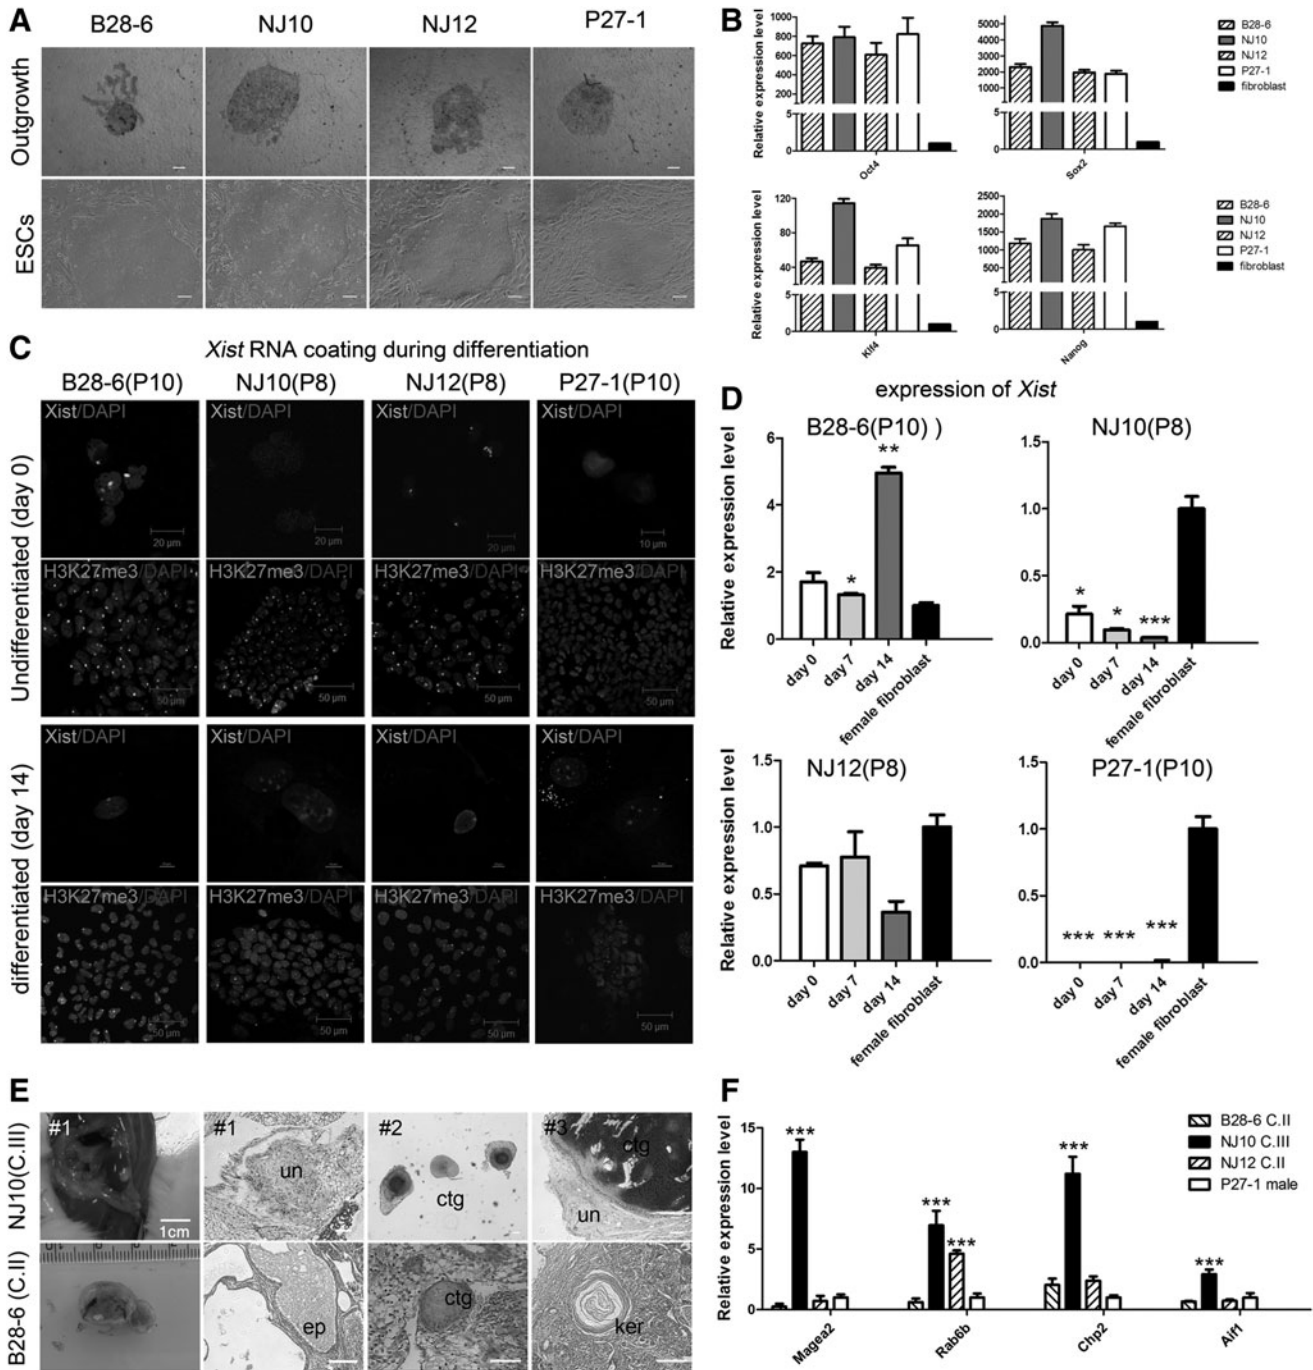 A
B28-6
NJ10
NJ12
P27-1
Outgrowth
ESCs
B
Relative expression level
1000
800
600
400
200
5
0
Oct4
Relative expression level
5000
4000
3000
2000
1000
5
0
Sox2
B28-6
NJ10
NJ12
P27-1
fibroblast
B28-6
NJ10
NJ12
P27-1
fibroblast
Relative expression level
120
80
40
5
0
Klf4
Relative expression level
2500
2000
1500
1000
500
5
0
Nanog
B28-6
NJ10
NJ12
P27-1
fibroblast
C
Xist RNA coating during differentiation
B28-6(P10)
NJ10(P8)
NJ12(P8)
P27-1(P10)
Undifferentiated (day 0)
Xist/DAPI
20 µm
Xist/DAPI
20 µm
Xist/DAPI
20 µm
Xist/DAPI
10 µm
H3K27me3/DAPI
50 µm
H3K27me3/DAPI
50 µm
H3K27me3/DAPI
50 µm
H3K27me3/DAPI
50 µm
differentiated (day 14)
Xist/DAPI
Xist/DAPI
Xist/DAPI
Xist/DAPI
H3K27me3/DAPI
50 µm
H3K27me3/DAPI
50 µm
H3K27me3/DAPI
50 µm
H3K27me3/DAPI
50 µm
D
expression of Xist
B28-6(P10) )
Relative expression level
6
4
2
0
*
**
day 0
day 7
day 14
female fibroblast
NJ10(P8)
1.5
1.0
0.5
0.0
*
*
***
day 0
day 7
day 14
female fibroblast
NJ12(P8)
Relative expression level
1.5
1.0
0.5
0.0
day 0
day 7
day 14
female fibroblast
P27-1(P10)
1.5
1.0
0.5
0.0
***
***
***
day 0
day 7
day 14
female fibroblast
E
NJ10(C.III)
#1
1cm
#1
un
#2
ctg
#3
ctg
un
B28-6 (C.II)
ep
ctg
ker
F
Relative expression level
15
10
5
0
***
***
***
***
***
Magea2
Rab6b
Chp2
Aif1
B28-6 C.II
NJ10 C.III
NJ12 C.II
P27-1 male